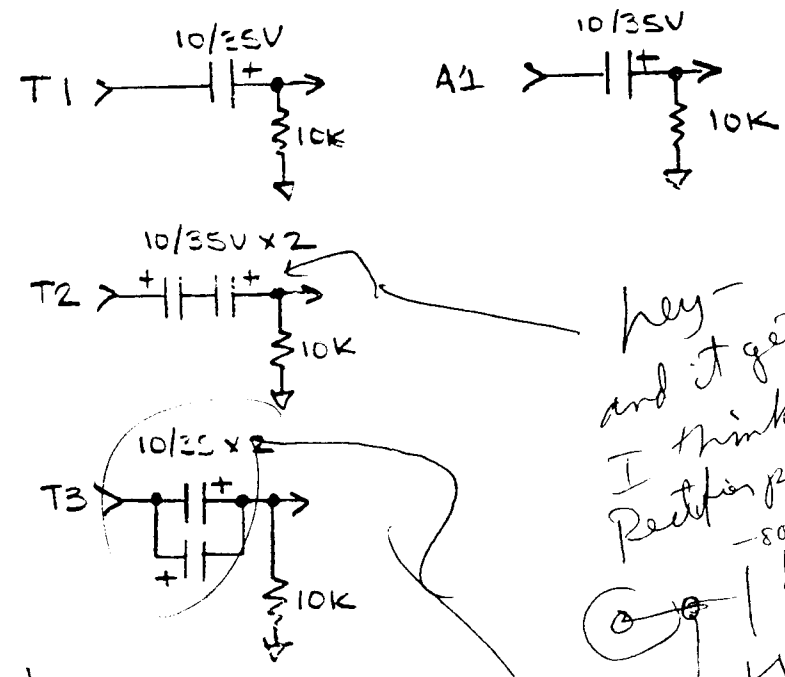 10/35V
T1
+
10K
10/35V
A1
+
10K
10/35V x 2
T2
+ +
10K
10/35 x 2
T3
+
+
10K
hey-
and it ge
I think
Rectifier p